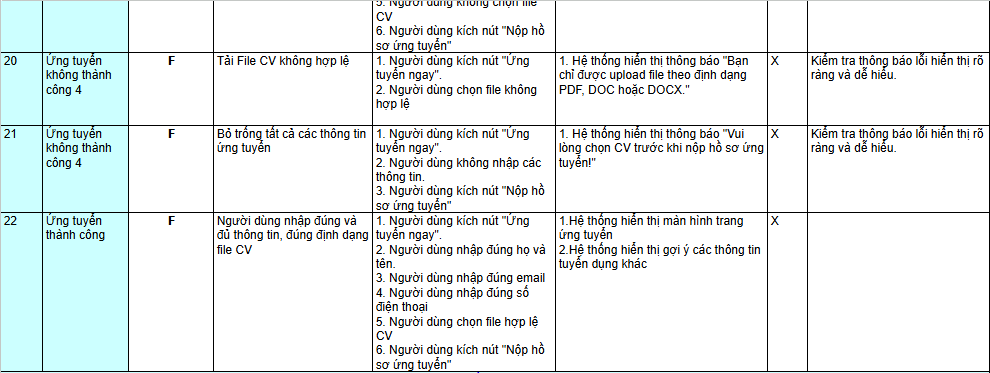 5. Người dùng không chọn file
CV
6. Người dùng kích nút "Nộp hồ
sơ ứng tuyển"
20
Ứng tuyển
không thành
công 4
F
Tải File CV không hợp lệ
1. Người dùng kích nút "Ứng
tuyển ngay".
2. Người dùng chọn file không
hợp lệ
1. Hệ thống hiển thị thông báo "Bạn
chỉ được upload file theo định dạng
PDF, DOC hoặc DOCX."
X
Kiểm tra thông báo lỗi hiển thị rõ
ràng và dễ hiểu.
21
Ứng tuyển
không thành
công 4
F
Bỏ trống tất cả các thông tin
ứng tuyển
1. Người dùng kích nút "Ứng
tuyển ngay".
2. Người dùng không nhập các
thông tin.
3. Người dùng kích nút "Nộp hồ
sơ ứng tuyển"
1. Hệ thống hiển thị thông báo "Vui
lòng chọn CV trước khi nộp hồ sơ ứng
tuyển!"
X
Kiểm tra thông báo lỗi hiển thị rõ
ràng và dễ hiểu.
22
Ứng tuyển
thành công
F
Người dùng nhập đúng và
đủ thông tin, đúng định dạng
file CV
1. Người dùng kích nút "Ứng
tuyển ngay".
2. Người dùng nhập đúng họ và
tên.
3. Người dùng nhập đúng email
4. Người dùng nhập đúng số
điện thoại
5. Người dùng chọn file hợp lệ
CV
6. Người dùng kích nút "Nộp hồ
sơ ứng tuyển"
1.Hệ thống hiển thị màn hình trang
ứng tuyển
2.Hệ thống hiển thị gợi ý các thông tin
tuyển dụng khác
X